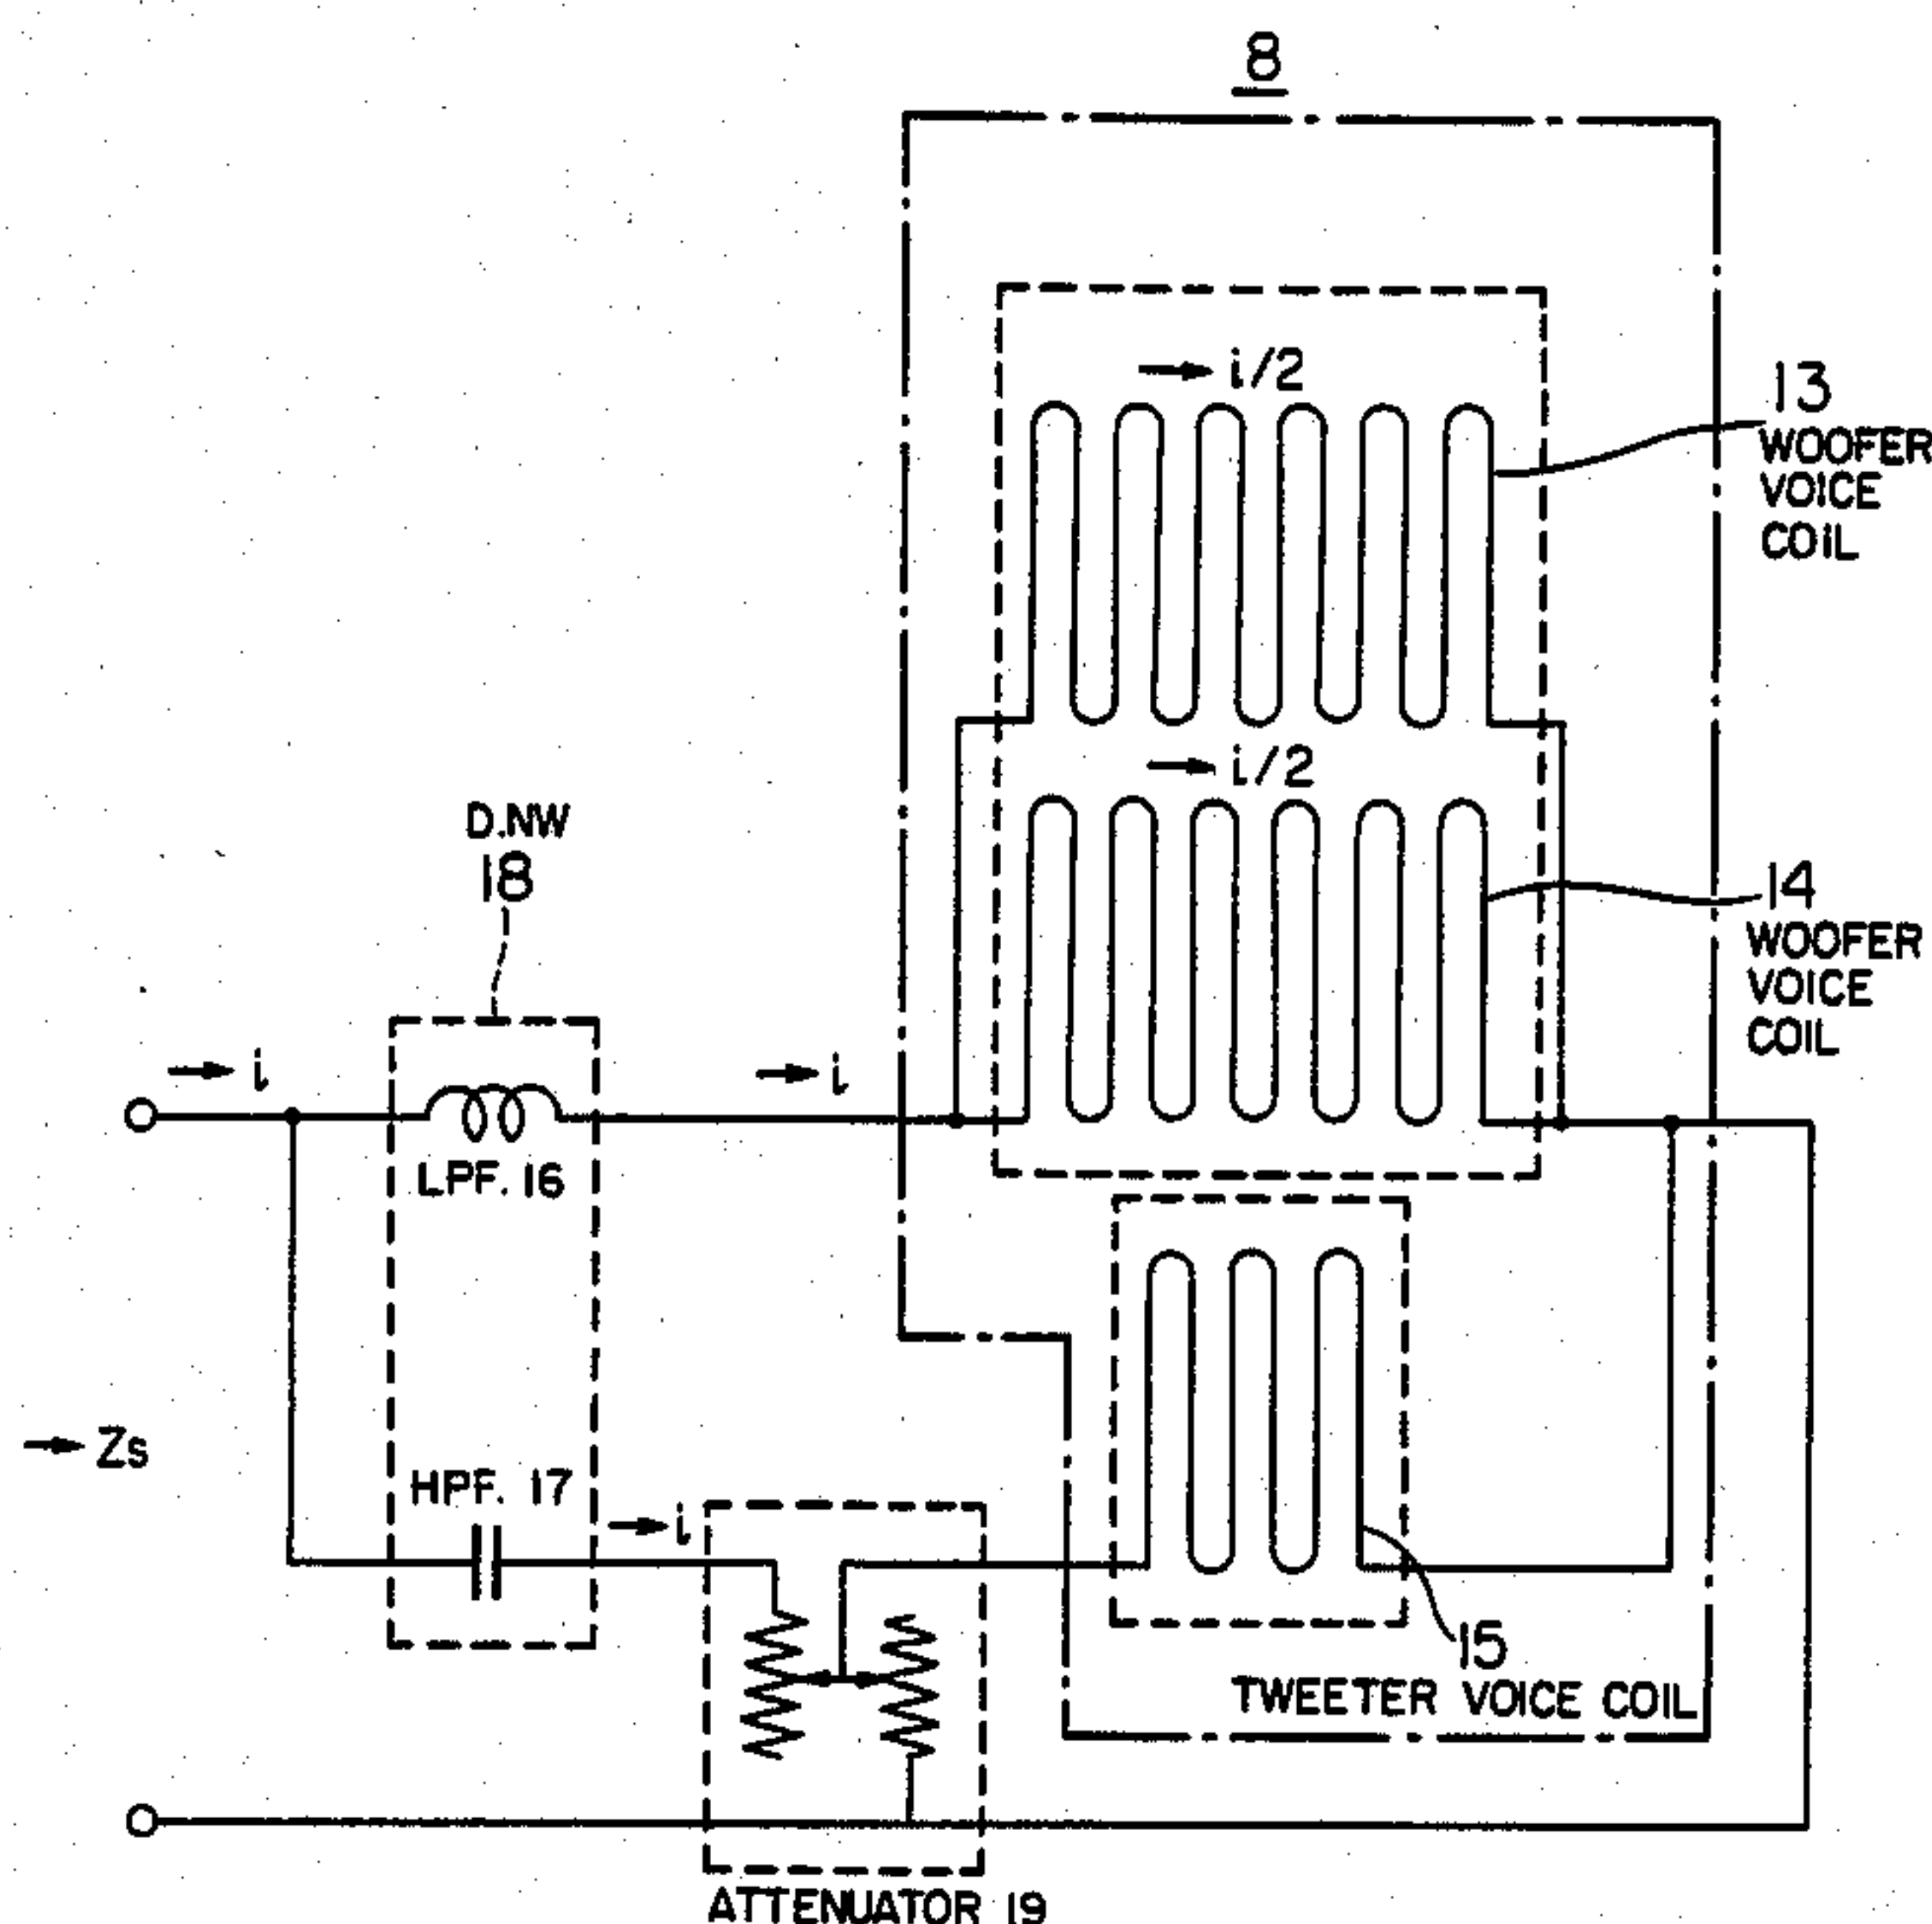 8
i/2
13
WOOFER
VOICE
COIL
i/2
D.NW
18
14
WOOFER
VOICE
COIL
i
i
LPF. 16
Zs
HPF. 17
i
15
TWEETER VOICE COIL
ATTENUATOR 19